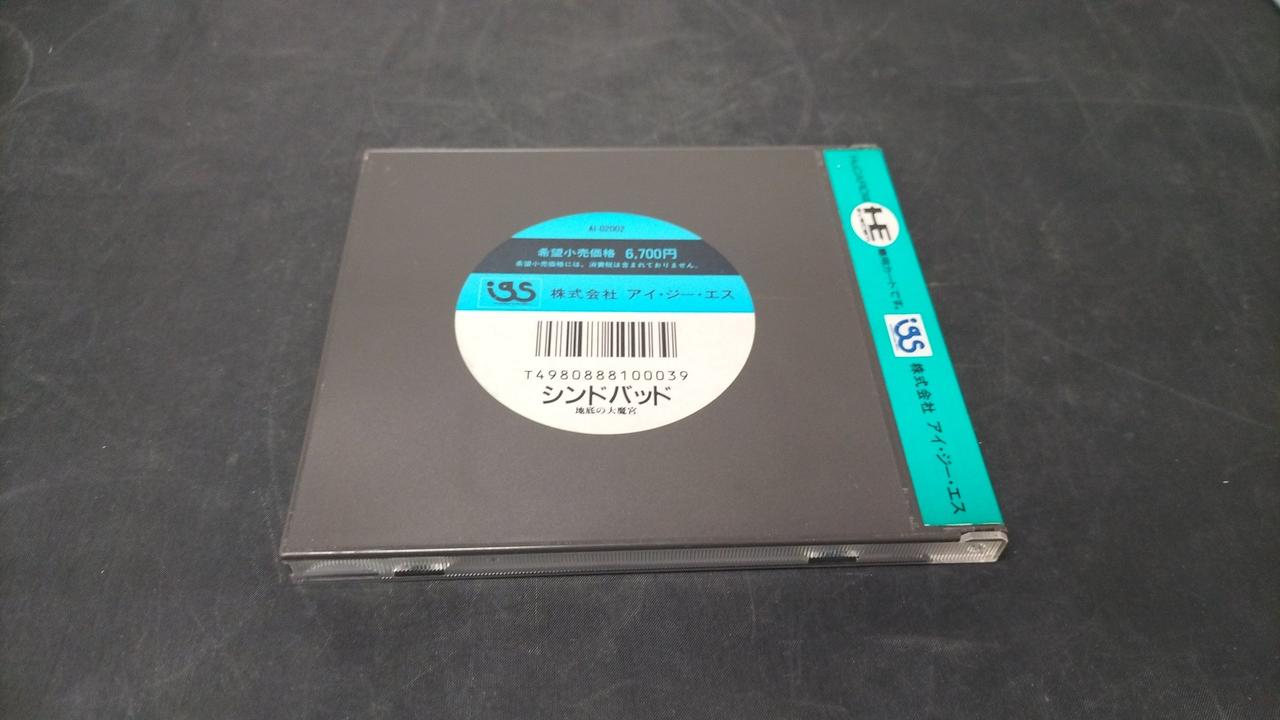 AI-02002
希望小売価格 6,700円
希望小売価格には、消費税は含まれておりません。
igs 株式会社 アイ・ジー・エス
T4980888100039
シンドバッド
地底の大魔宮
HE
igs
株式会社 アイ・ジー・エス